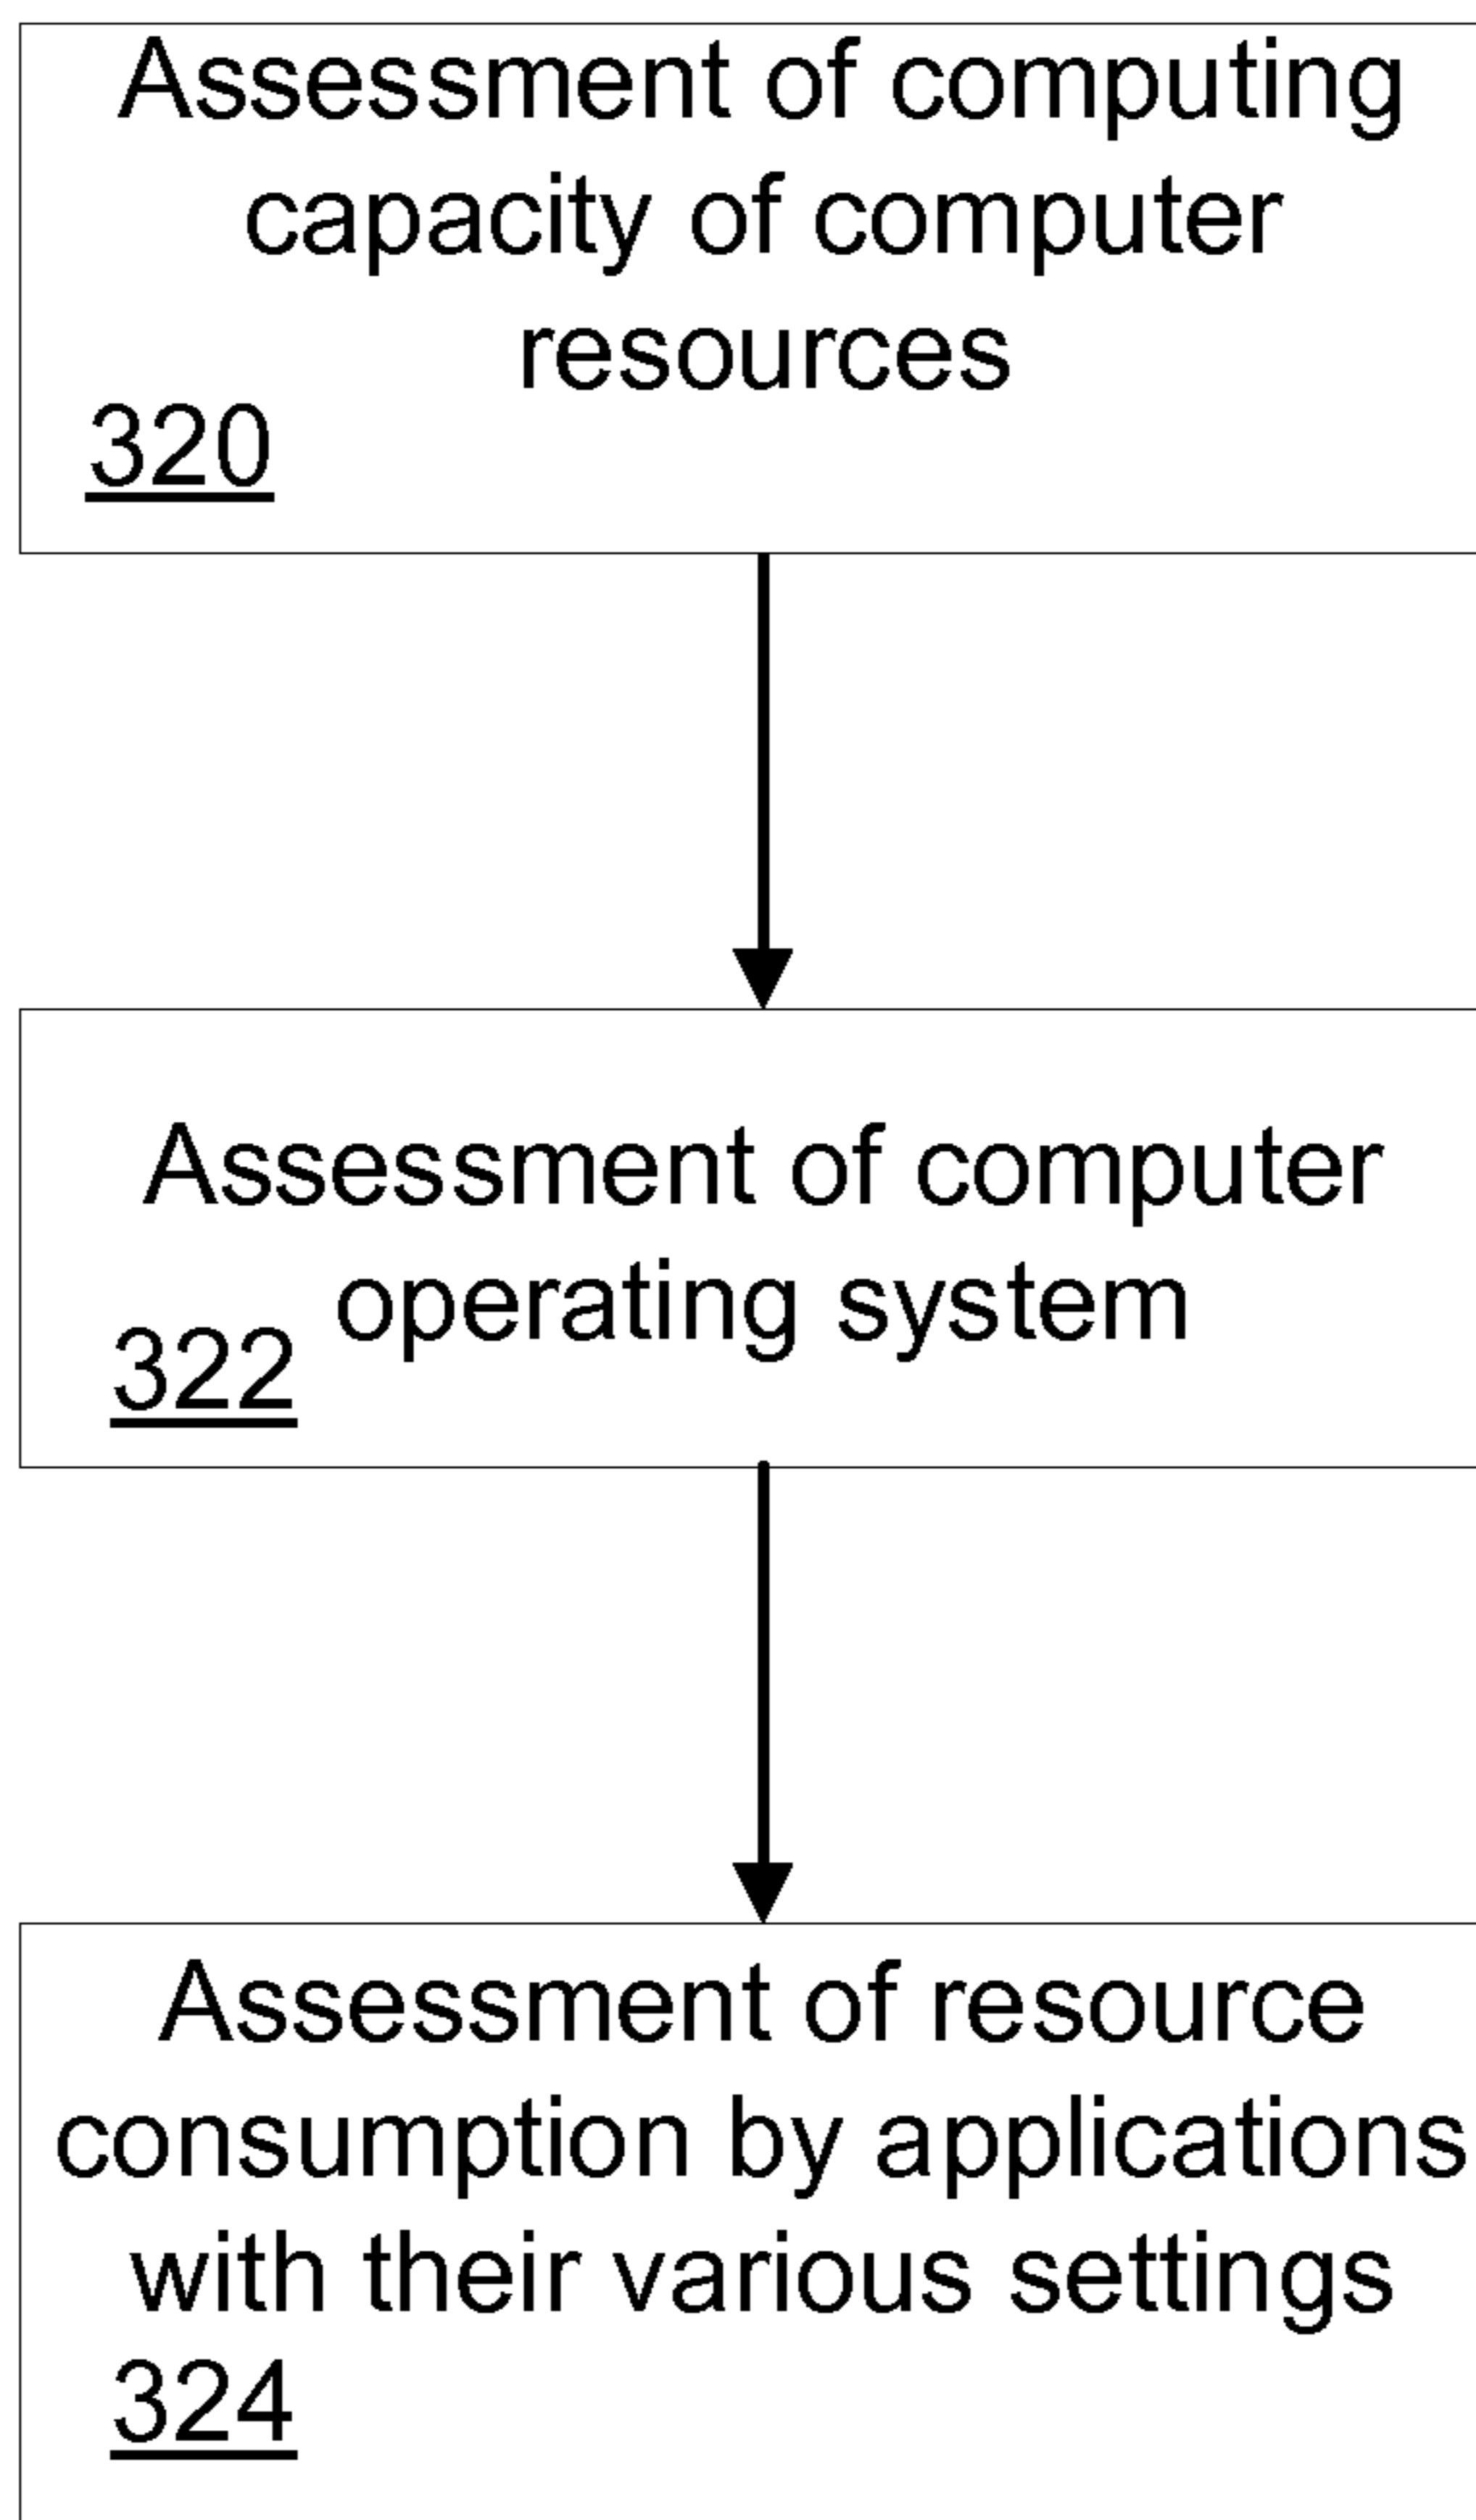 Assessment of computing
capacity of computer
resources
320
Assessment of computer
operating system
322
Assessment of resource
consumption by applications
with their various settings
324